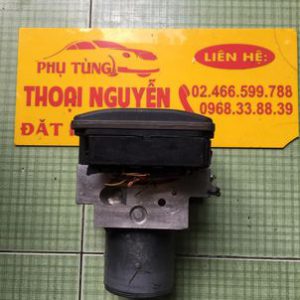 PHỤ TÙNG
THOẠI NGUYỄN
ĐẶT
LIÊN HỆ:
02.466.599.788
0968.33.88.39